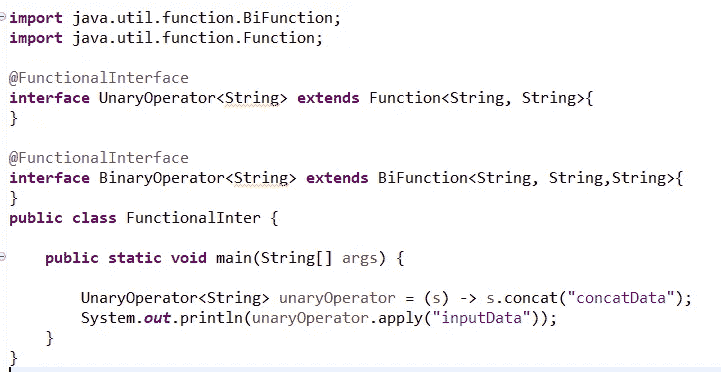 import java.util.function.BiFunction;
import java.util.function.Function;
@FunctionalInterface
interface UnaryOperator<String> extends Function<String, String>{
}
@FunctionalInterface
interface BinaryOperator<String> extends BiFunction<String, String,String>{
}
public class FunctionalInter {
public static void main(String[] args) {
UnaryOperator<String> unaryOperator = (s) -> s.concat("concatData");
System.out.println(unaryOperator.apply("inputData"));
}
}